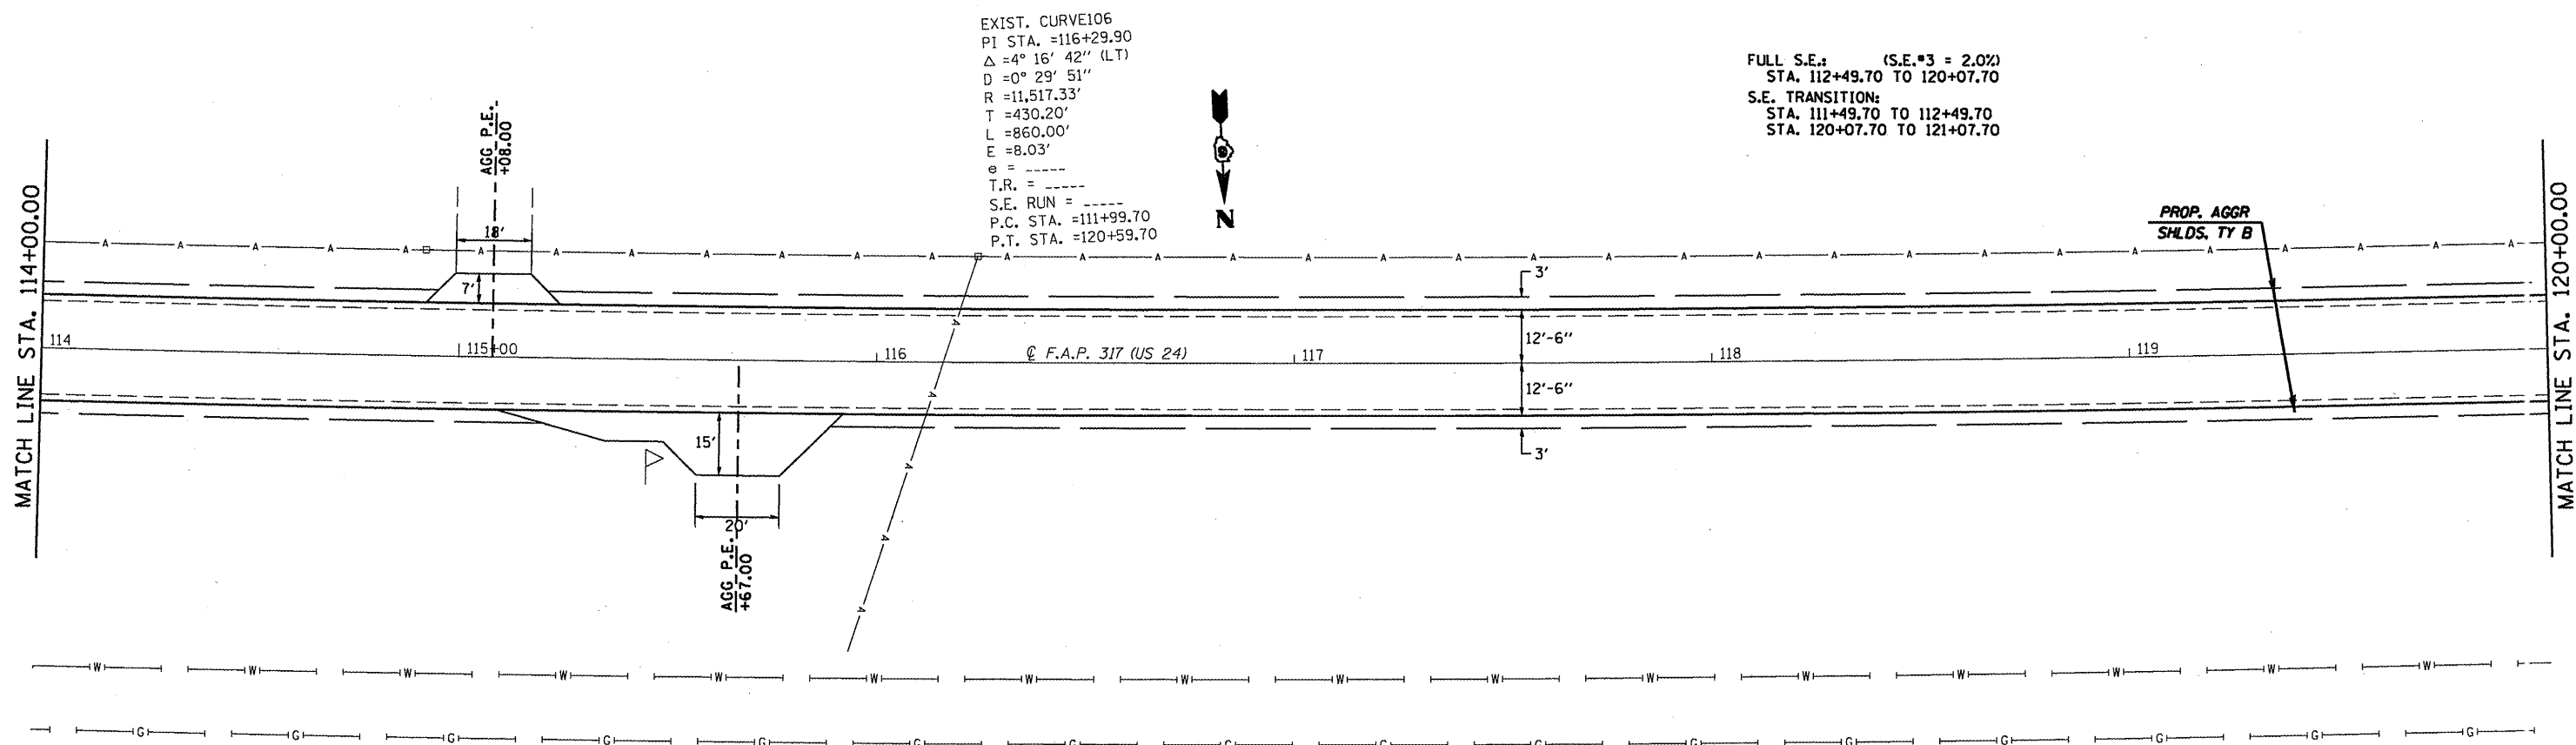 EXIST. CURVE106
PI STA. =116+29.90
Δ =4° 16' 42" (LT)
D =0° 29' 51"
R =11,517.33'
T =430.20'
L =860.00'
E =8.03'
e = -----
T.R. = -----
S.E. RUN = -----
P.C. STA. =111+99.70
P.T. STA. =120+59.70
FULL S.E.: (S.E.#3 = 2.0%)
STA. 112+49.70 TO 120+07.70
S.E. TRANSITION:
STA. 111+49.70 TO 112+49.70
STA. 120+07.70 TO 121+07.70
9
N
AGG P.E.
+08.00
18'
7'
MATCH LINE STA. 114+00.00
MATCH LINE STA. 120+00.00
PROP. AGGR
SHLDS. TY B
A A A A A A A A A A A A A A A A A A A A A A A A A A A A A A A A A
3'
12'-6"
114
115+00
116
℄ F.A.P. 317 (US 24)
117
118
119
12'-6"
3'
15'
P
20'
AGG P.E.
+67.00
A A A A A
W W W W W W W W W W W W W W W W
G G G G G G G G G G G G G G G G